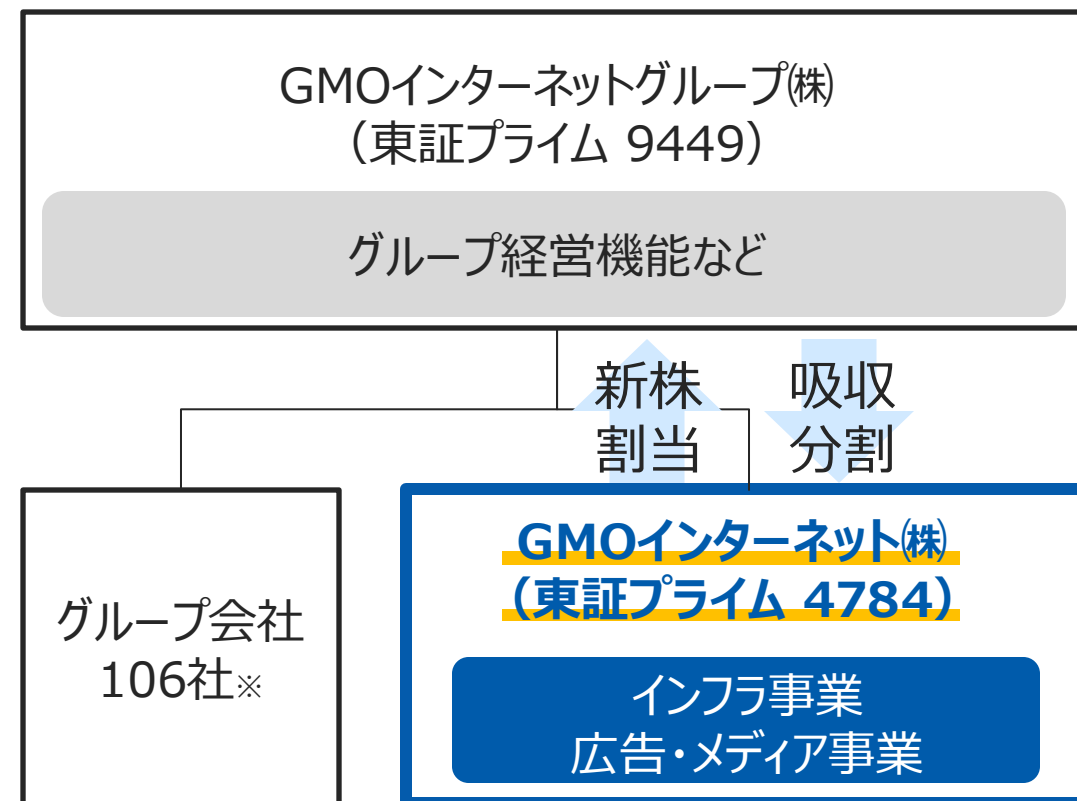 GMOインターネットグループ㈱
（東証プライム 9449）
グループ経営機能など
新株
割当
吸収
分割
グループ会社
106社※
GMOインターネット㈱
（東証プライム 4784）
インフラ事業
広告・メディア事業